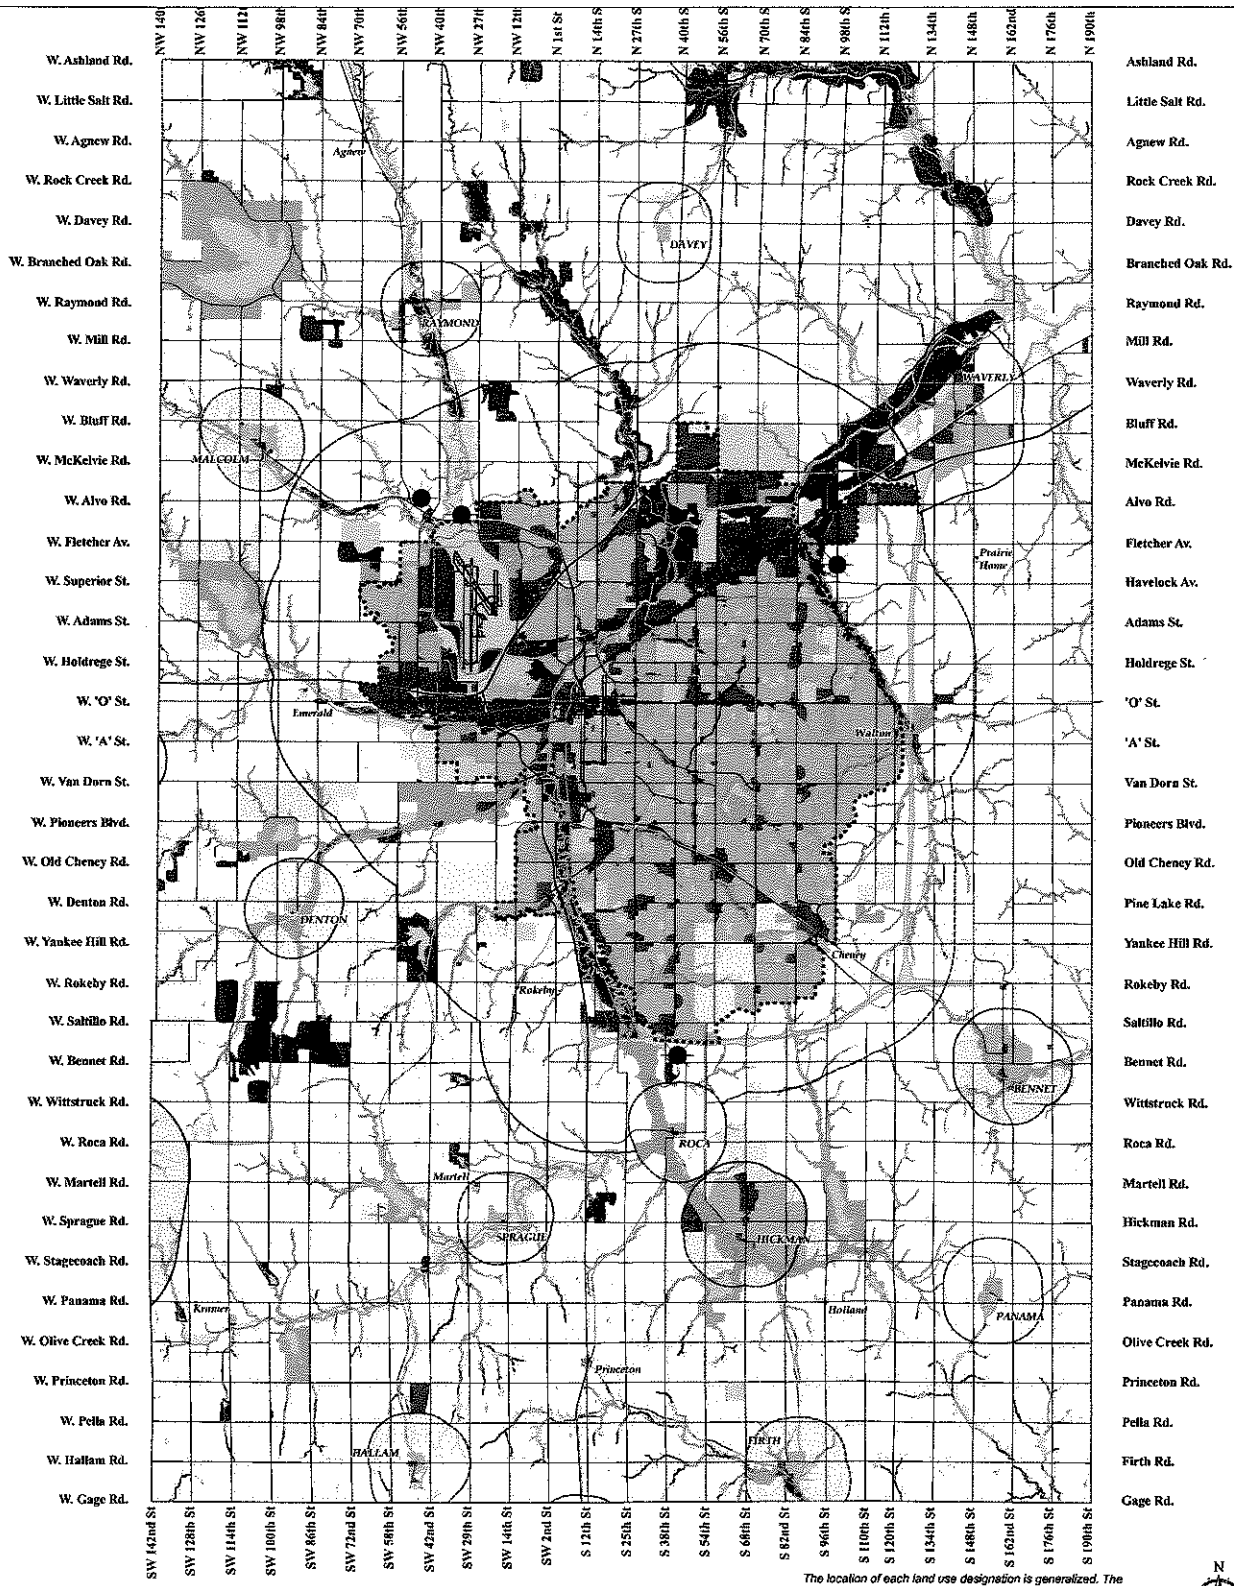 NW 140
NW 126
NW 112
NW 98th
NW 84th
NW 70th
NW 56th
NW 40th
NW 27th
NW 12th
N 1st St
N 14th S
N 27th S
N 40th S
N 56th S
N 70th S
N 84th S
N 98th S
N 112th
N 134th
N 148th
N 162nd
N 176th
N 190th
W. Ashland Rd.
Ashland Rd.
W. Little Salt Rd.
Little Salt Rd.
W. Agnew Rd.
Agnew
Agnew Rd.
W. Rock Creek Rd.
Rock Creek Rd.
W. Davey Rd.
Davey Rd.
DAVEY
W. Branched Oak Rd.
Branched Oak Rd.
W. Raymond Rd.
Raymond Rd.
RAYMOND
W. Mill Rd.
Mill Rd.
W. Waverly Rd.
WAVERLY
Waverly Rd.
W. Bluff Rd.
Bluff Rd.
W. McKelvie Rd.
MALCOLM
McKelvie Rd.
W. Alvo Rd.
Alvo Rd.
W. Fletcher Av.
Fletcher Av.
Prairie
Home
W. Superior St.
Havelock Av.
W. Adams St.
Adams St.
W. Holdrege St.
Holdrege St.
W. 'O' St.
'O' St.
Emerald
Walton
W. 'A' St.
'A' St.
W. Van Dorn St.
Van Dorn St.
W. Pioneers Blvd.
Pioneers Blvd.
W. Old Cheney Rd.
Old Cheney Rd.
W. Denton Rd.
Pine Lake Rd.
DENTON
W. Yankee Hill Rd.
Yankee Hill Rd.
Cheney
W. Rokeby Rd.
Rokeby
Rokeby Rd.
W. Saltillo Rd.
Saltillo Rd.
W. Bennet Rd.
Bennet Rd.
BENNET
W. Wittstruck Rd.
Wittstruck Rd.
W. Roca Rd.
ROCA
Roca Rd.
Martell
W. Martell Rd.
Martell Rd.
W. Sprague Rd.
Hickman Rd.
SPRAGUE
HICKMAN
W. Stagecoach Rd.
Stagecoach Rd.
W. Panama Rd.
Kramer
Holland
Panama Rd.
PANAMA
W. Olive Creek Rd.
Olive Creek Rd.
Princeton
W. Princeton Rd.
Princeton Rd.
W. Pella Rd.
Pella Rd.
HALLAM
FIRTH
W. Hallam Rd.
Firth Rd.
W. Gage Rd.
Gage Rd.
SW 142nd St
SW 128th St
SW 114th St
SW 100th St
SW 86th St
SW 72nd St
SW 58th St
SW 42nd St
SW 29th St
SW 14th St
SW 2nd St
S 12th St
S 25th St
S 38th St
S 54th St
S 68th St
S 82nd St
S 96th St
S 110th St
S 120th St
S 134th St
S 148th St
S 162nd St
S 176th St
S 190th St
The location of each land use designation is generalized. The
N